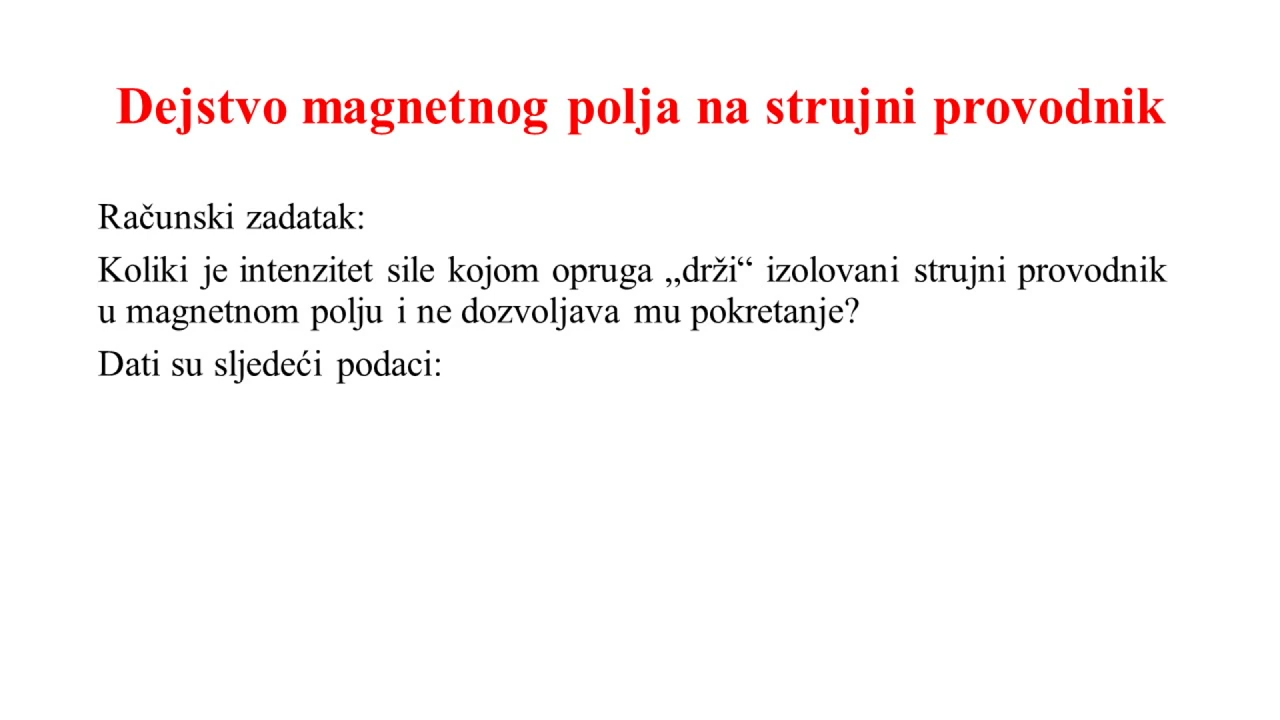 Dejstvo magnetnog polja na strujni provodnik
Računski zadatak:
Koliki je intenzitet sile kojom opruga „drži“ izolovani strujni provodnik
u magnetnom polju i ne dozvoljava mu pokretanje?
Dati su sljedeći podaci: